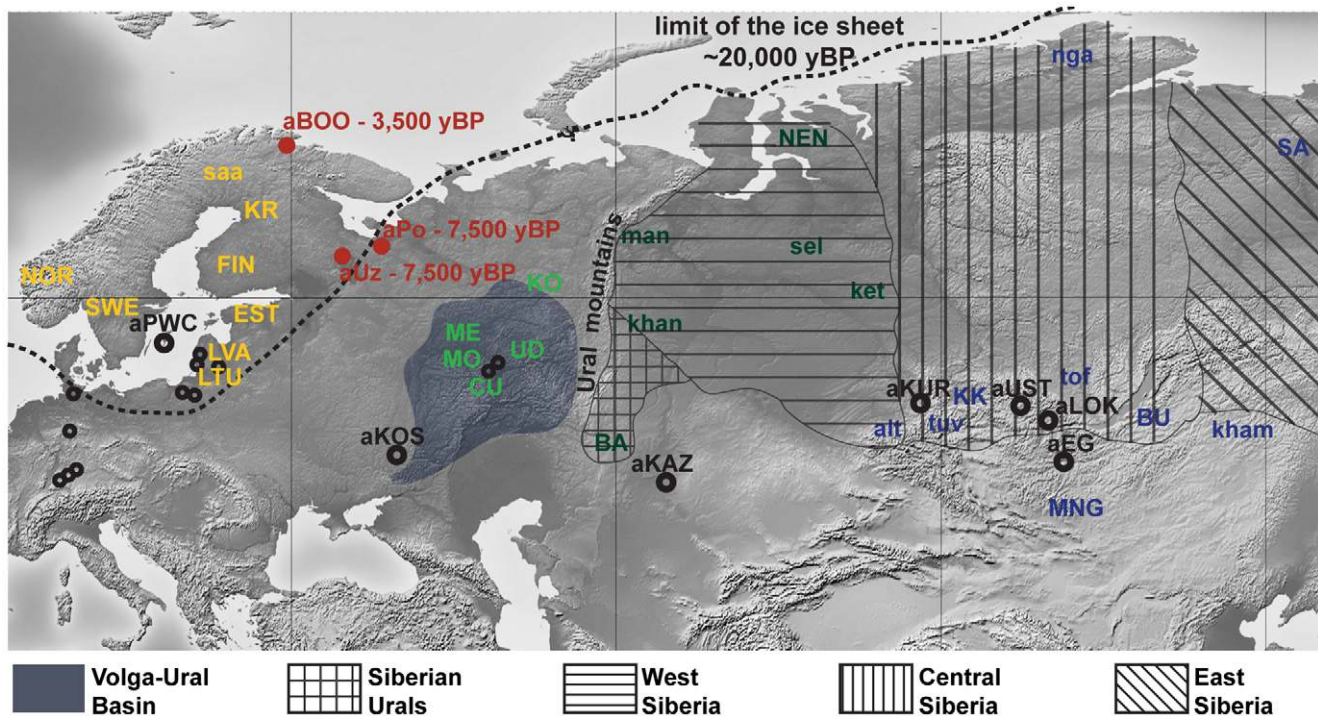 limit of the ice sheet
~20,000 yBP
nga
aBOO - 3,500 yBP
NEN
SA
saa
KR
aPo - 7,500 yBP
man
sel
FIN
NOR
aUz - 7,500 yBP
KO
ket
SWE
EST
aPWC
Ural mountains
khan
ME
LVA
MO
UD
LTU
CU
aKUR
KK
aUST
tof
aLOK
alt
tuv
BU
kham
aKOS
BA
aEG
aKAZ
MNG
Volga-Ural
Basin
Siberian
Urals
West
Siberia
Central
Siberia
East
Siberia